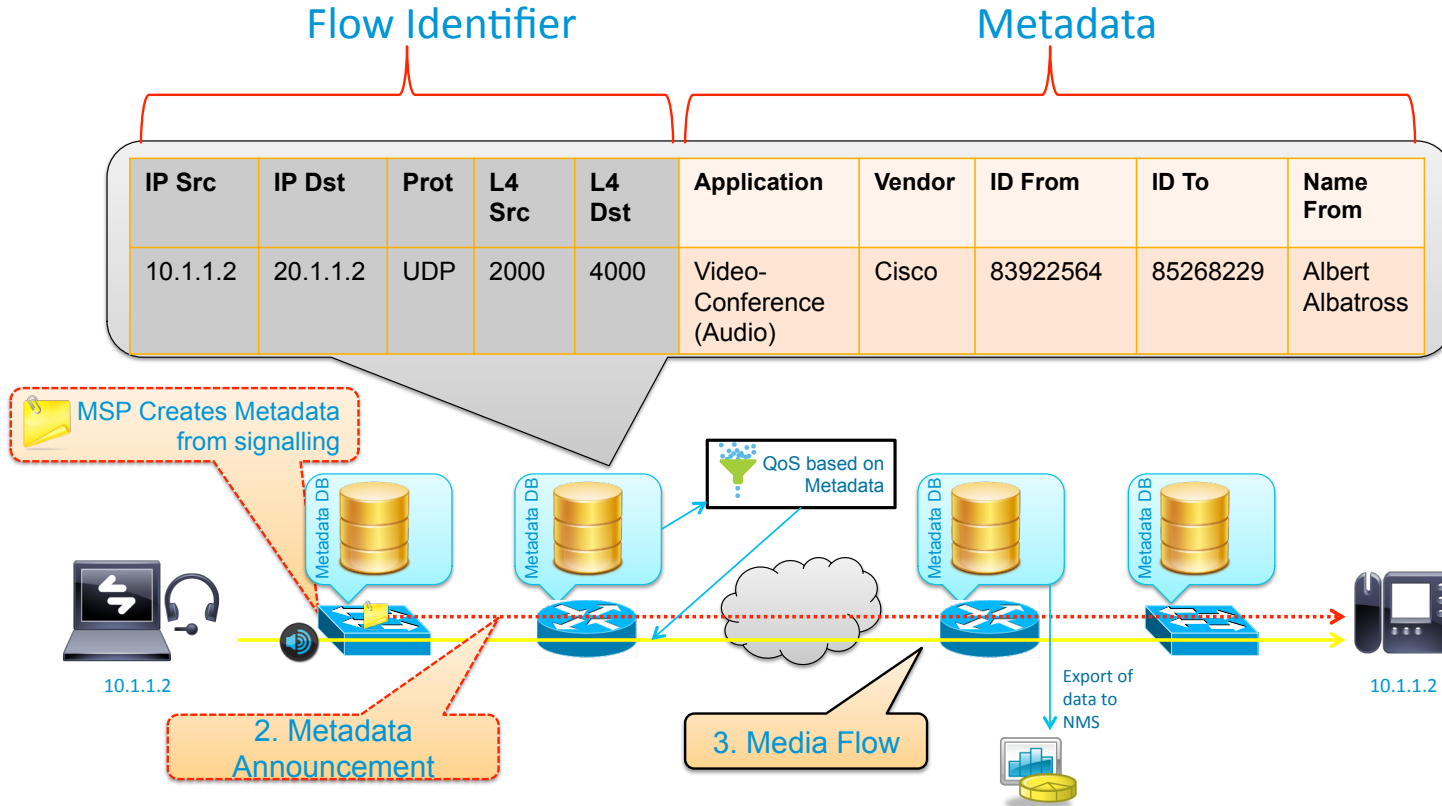 Flow Identifier
Metadata
IP Src
IP Dst
Prot
L4
Src
L4
Dst
Application
Vendor
ID From
ID To
Name
From
10.1.1.2
20.1.1.2
UDP
2000
4000
Video-
Conference
(Audio)
Cisco
83922564
85268229
Albert
Albatross
MSP Creates Metadata
from signalling
Metadata DB
Metadata DB
QoS based on
Metadata
Metadata DB
Metadata DB
10.1.1.2
2. Metadata
Announcement
3. Media Flow
Export of
data to
NMS
10.1.1.2